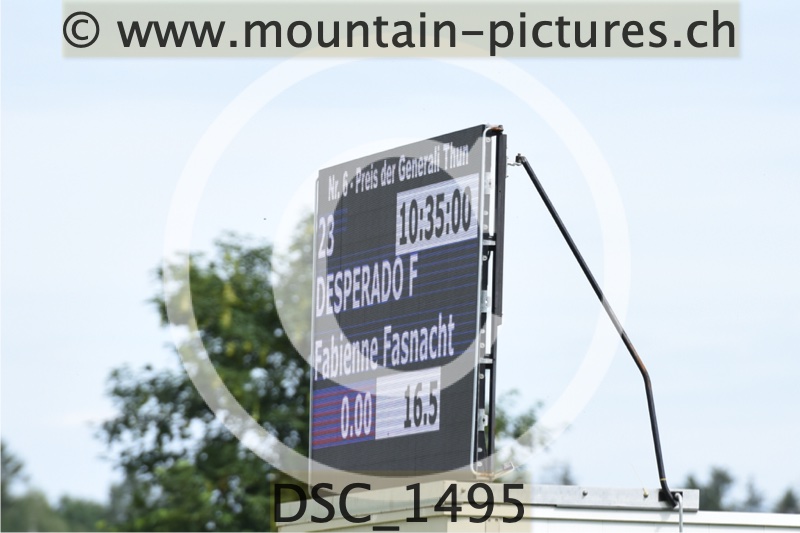 © www.mountain-pictures.ch
Nr. 6 - Preis der Generali Thun
23 10:35:00
DESPERADO F
Fabienne Fasnacht
0.00 16.5
DSC_1495